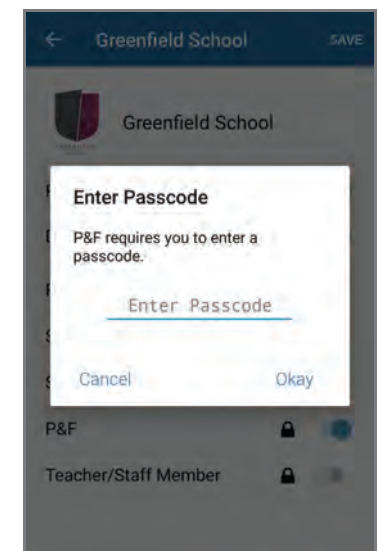 Greenfield School SAVE
Greenfield School
Enter Passcode
P&F requires you to enter a
passcode.
Enter Passcode
Cancel Okay
P&F
Teacher/Staff Member